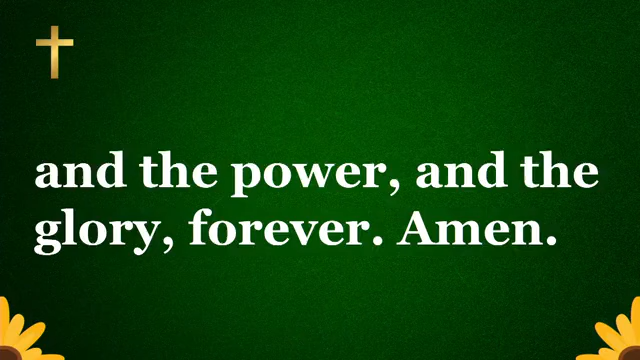 and the power, and the
glory, forever. Amen.